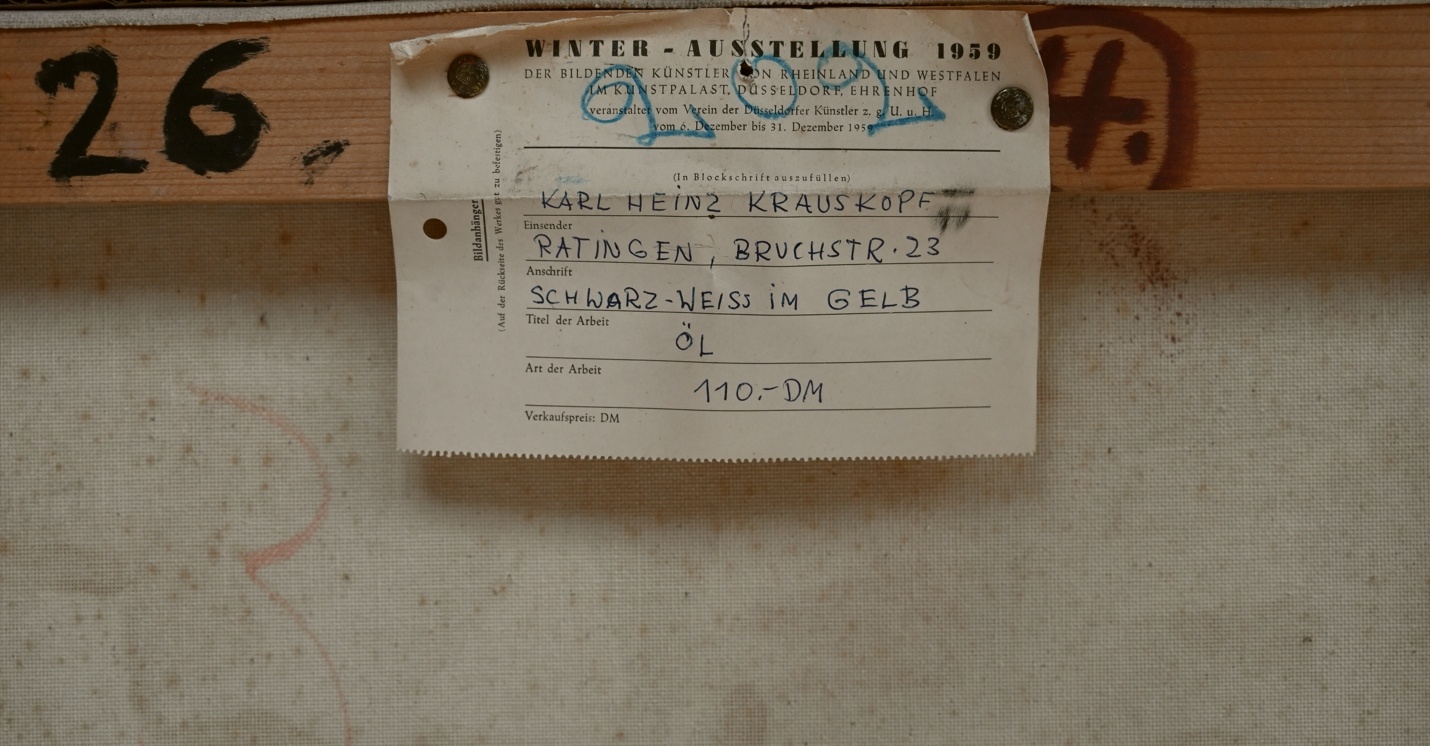 26.
WINTER - AUSSTELLUNG 1959
DER BILDENDEN KÜNSTLER VON RHEINLAND UND WESTFALEN
IM KUNSTPALAST, DÜSSELDORF, EHRENHOF
veranstaltet vom Verein der Düsseldorfer Künstler z. g. U. u. H.
vom 6. Dezember bis 31. Dezember 1959
202
4.
Bildanhänger
(Auf der Rückseite des Werkes gut zu befestigen)
(In Blockschrift auszufüllen)
KARL HEINZ KRAUSKOPF
Einsender
RATINGEN, BRUCHSTR. 23
Anschrift
SCHWARZ-WEISS IM GELB
Titel der Arbeit
ÖL
Art der Arbeit
110.- DM
Verkaufspreis: DM